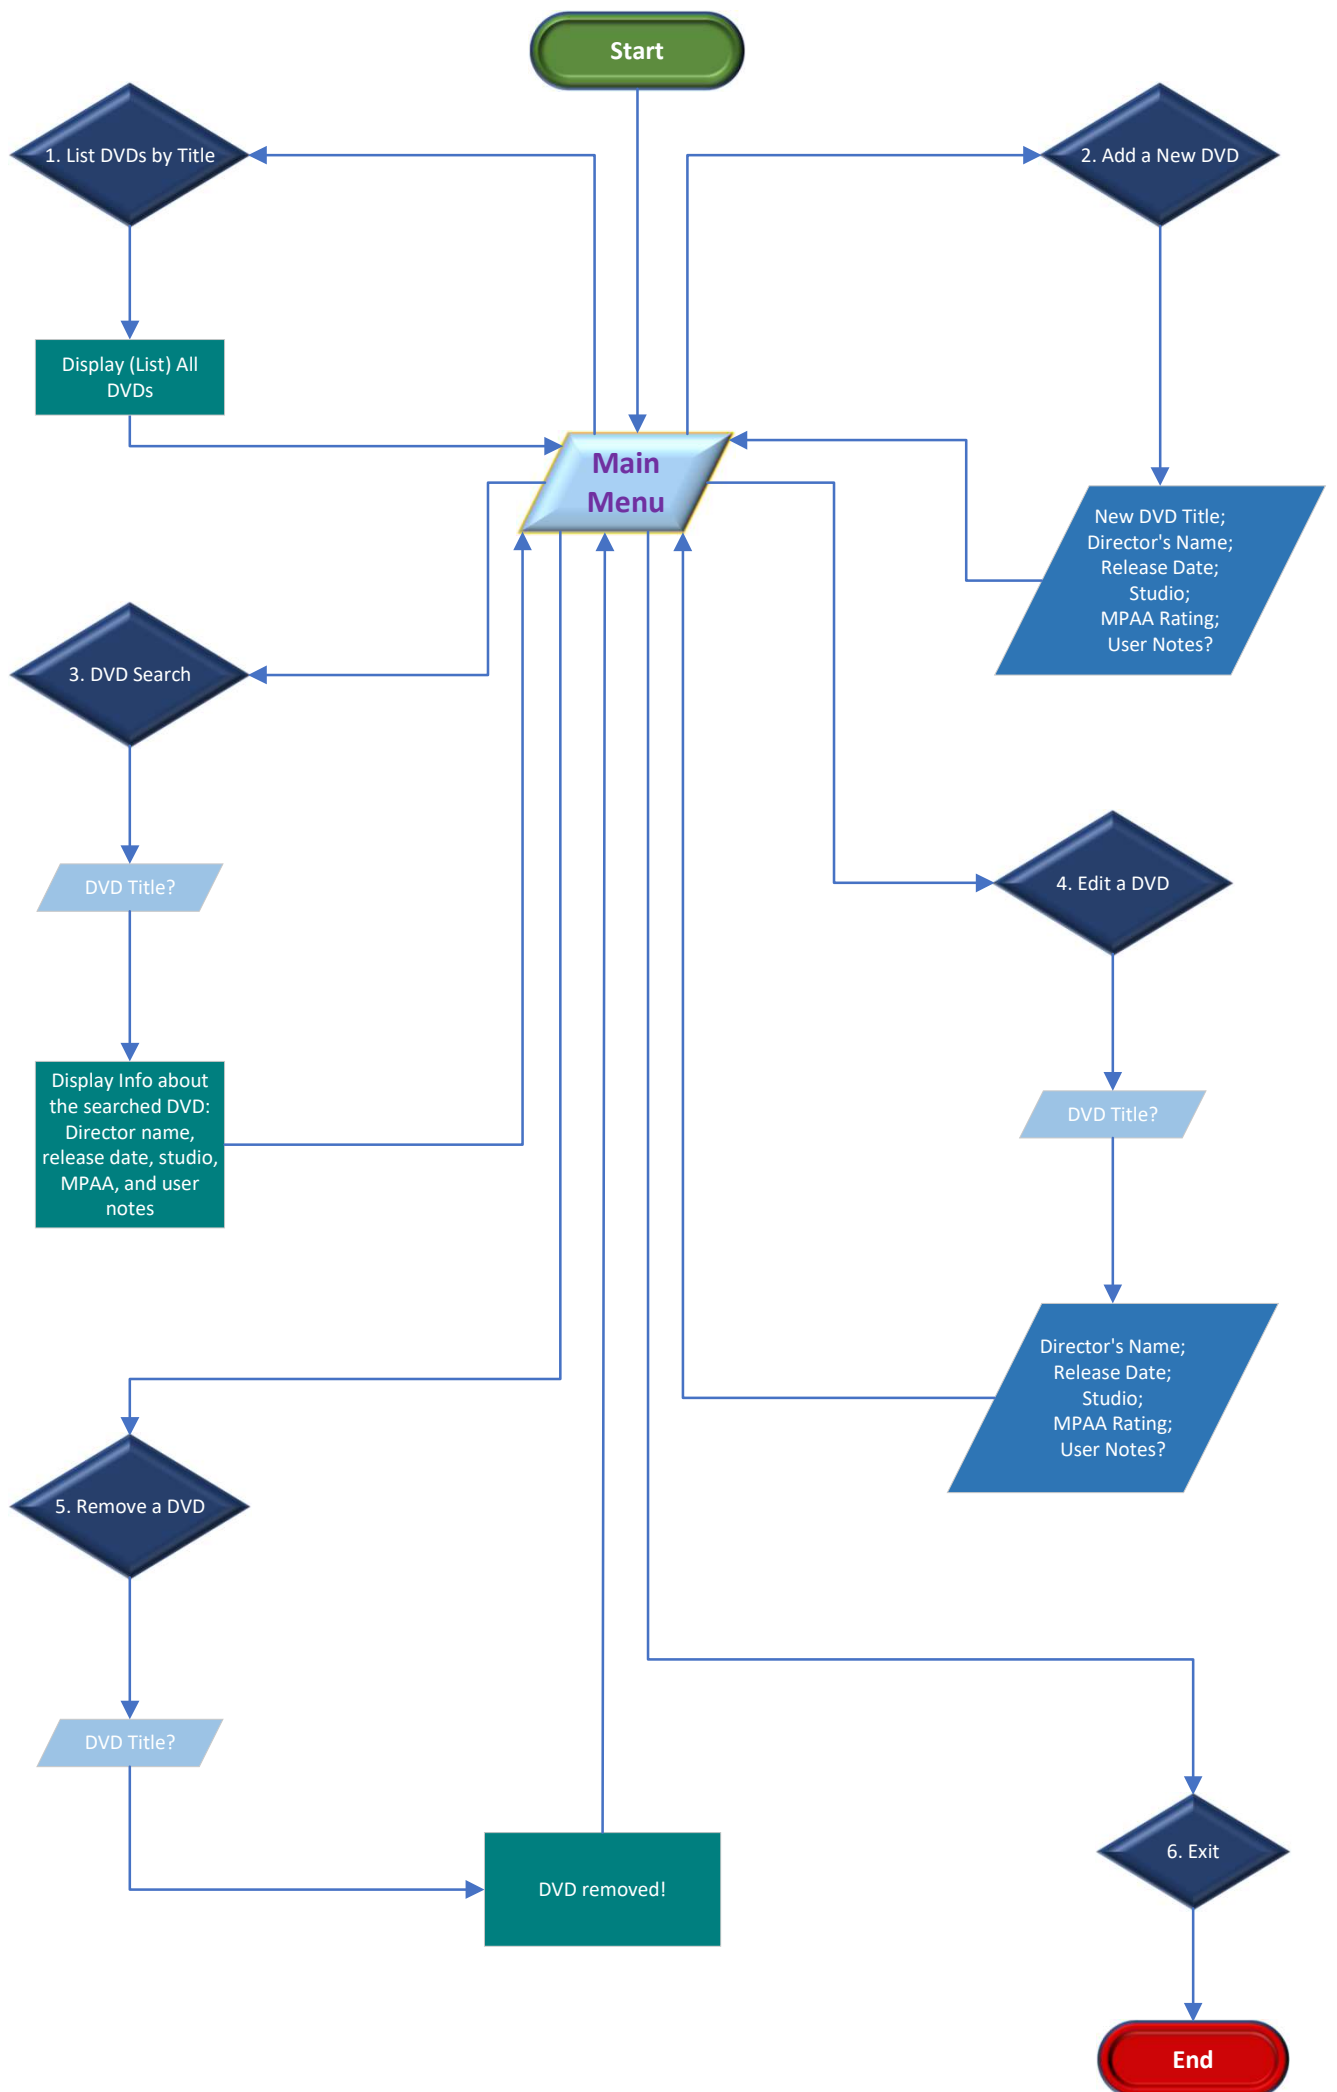 Start
1. List DVDs by Title
2. Add a New DVD
Display (List) All
DVDs
Main
Menu
New DVD Title;
Director's Name;
Release Date;
Studio;
MPAA Rating;
User Notes?
3. DVD Search
DVD Title?
4. Edit a DVD
Display Info about
the searched DVD:
Director name,
release date, studio,
MPAA, and user
notes
DVD Title?
Director's Name;
Release Date;
Studio;
MPAA Rating;
User Notes?
5. Remove a DVD
DVD Title?
DVD removed!
6. Exit
End